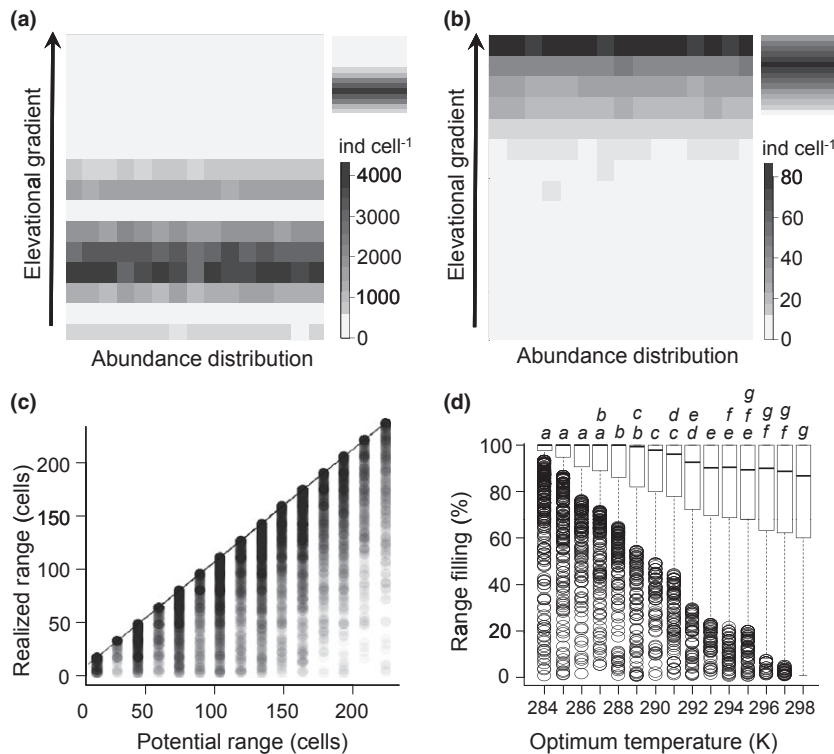 (a)
Elevational gradient
ind cell-1
4000
3000
2000
1000
0
Abundance distribution
(b)
Elevational gradient
ind cell-1
80
60
40
20
0
Abundance distribution
(c)
Realized range (cells)
200
150
100
50
0
0 50 100 150 200
Potential range (cells)
(d)
g g
b c d e f f g g
a a a a b b c c d d e e e f e f f g
Range filling (%)
100
80
60
40
20
0
284 286 288 290 292 294 296 298
Optimum temperature (K)